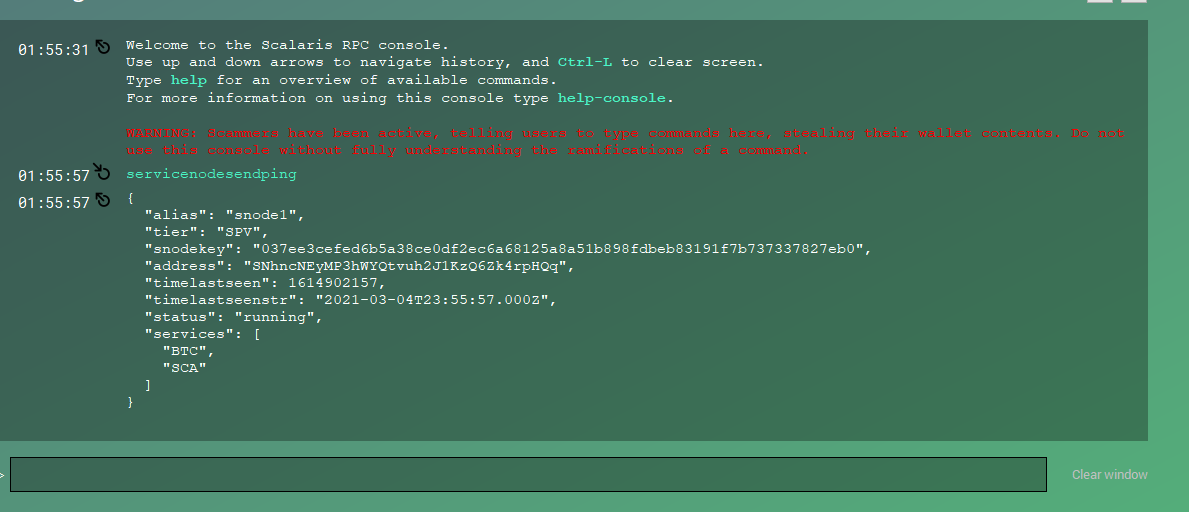 01:55:31 Welcome to the Scalaris RPC console.
Use up and down arrows to navigate history, and Ctrl-L to clear screen.
Type help for an overview of available commands.
For more information on using this console type help-console.
WARNING: Scammers have been active, telling users to type commands here, stealing their wallet contents. Do not
use this console without fully understanding the ramifications of a command.
01:55:57 servicenodesendping
01:55:57 {
"alias": "snode1",
"tier": "SPV",
"snodekey": "037ee3cefed6b5a38ce0df2ec6a68125a8a51b898fdbeb83191f7b737337827eb0",
"address": "SNhncNEyMP3hWYQtvuh2J1KzQ6Zk4rpHQq",
"timelastseen": 1614902157,
"timelastseenstr": "2021-03-04T23:55:57.000Z",
"status": "running",
"services": [
"BTC",
"SCA"
]
}
> Clear window